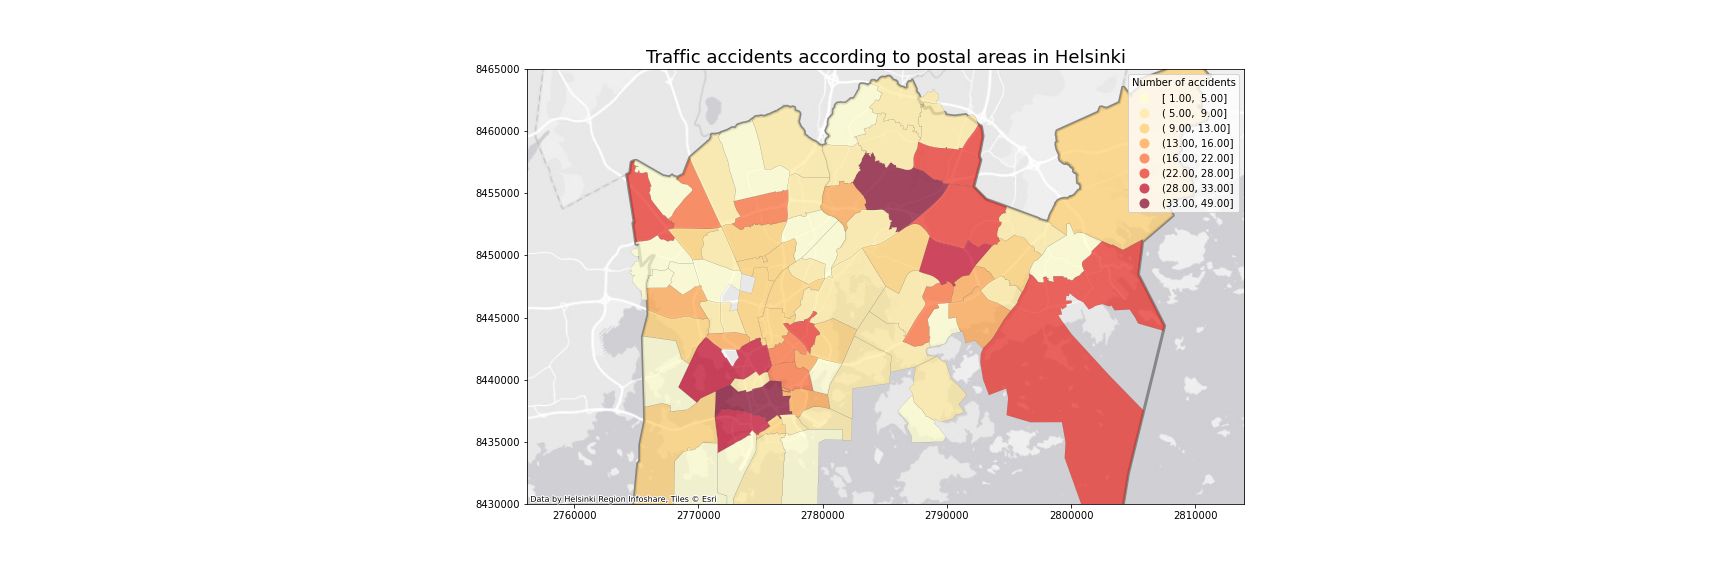 Traffic accidents according to postal areas in Helsinki
8465000
8460000
8455000
8450000
8445000
8440000
8435000
8430000
Number of accidents
[ 1.00,  5.00]
( 5.00,  9.00]
( 9.00, 13.00]
(13.00, 16.00]
(16.00, 22.00]
(22.00, 28.00]
(28.00, 33.00]
(33.00, 49.00]
Data by Helsinki Region Infoshare, Tiles © Esri
2760000 2770000 2780000 2790000 2800000 2810000